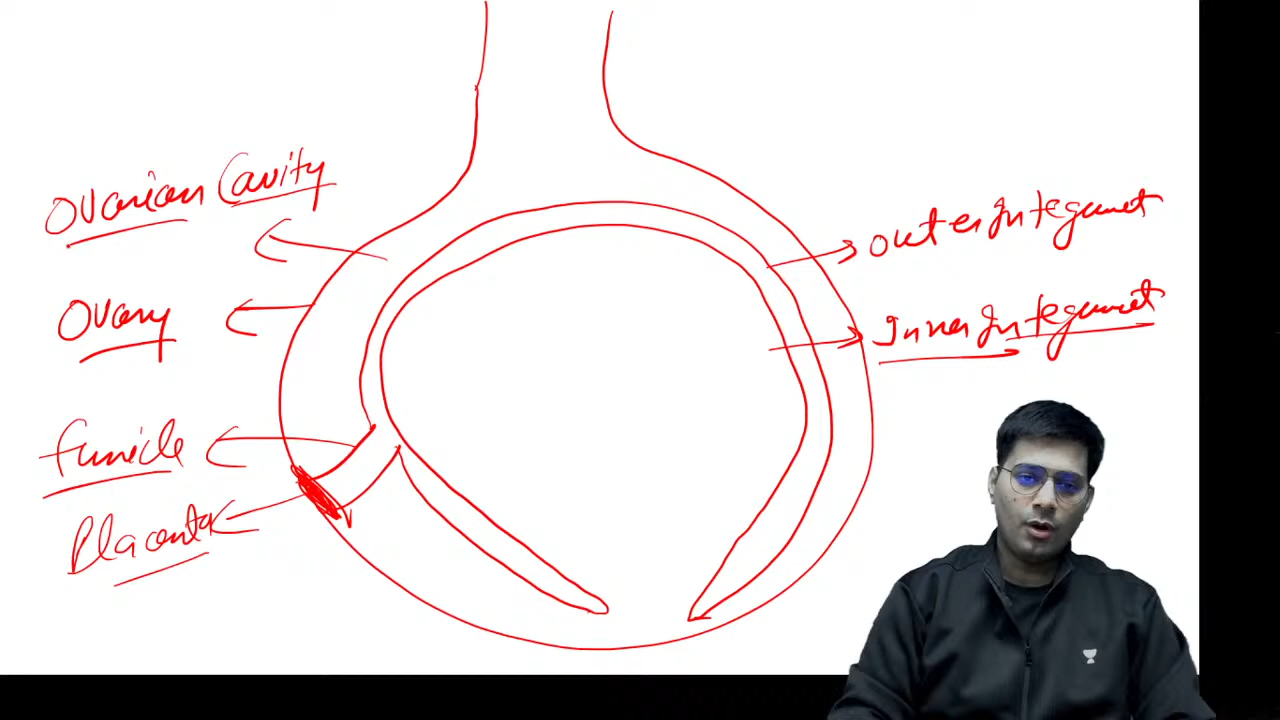 Ovarian Cavity
Ovary
funicle
Placenta
outer Integument
Inner Integument